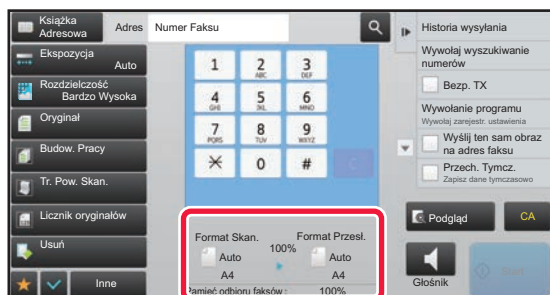 Książka
Adresowa
Adres
Numer Faksu
Ekspozycja
Auto
Rozdzielczość
Bardzo Wysoka
Oryginał
Budow. Pracy
Tr. Pow. Skan.
Licznik oryginałów
Usuń
Inne
1
2
ABC
3
DEF
4
GHI
5
JKL
6
MNO
7
PQRS
8
TUV
9
WXYZ
0
#
C
Format Skan.
100%
Format Przesł.
Auto
A4
Auto
A4
Pamięć odbioru faksów :
100%
Historia wysyłania
Wywołaj wyszukiwanie
numerów
Bezp. TX
Wywołanie programu
Wywołaj zarejestr. ustawienia
Wyślij ten sam obraz
na adres faksu
Przech. Tymcz.
Zapisz dane tymczasowo
Podgląd
CA
Głośnik
Start